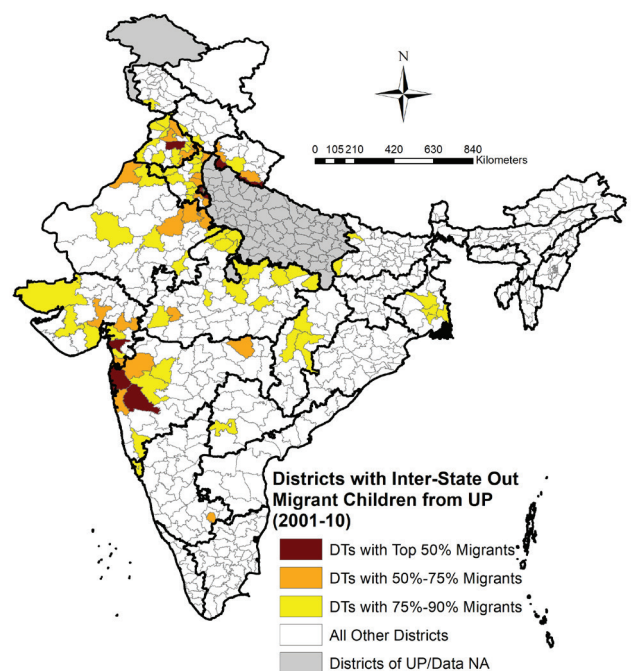 N
0 105 210 420 630 840
Kilometers
Districts with Inter-State Out
Migrant Children from UP
(2001-10)
DTs with Top 50% Migrants
DTs with 50%-75% Migrants
DTs with 75%-90% Migrants
All Other Districts
Districts of UP/Data NA